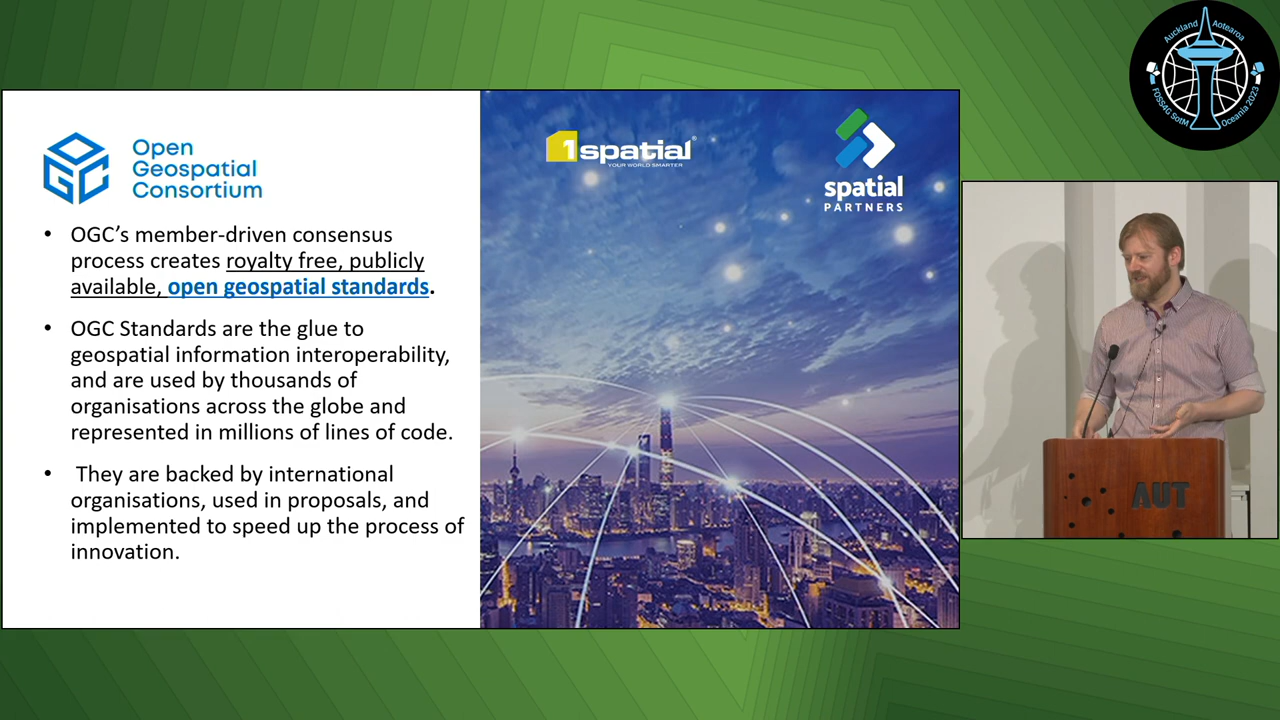 Open
Geospatial
Consortium
• OGC’s member-driven consensus
process creates royalty free, publicly
available, open geospatial standards.
• OGC Standards are the glue to
geospatial information interoperability,
and are used by thousands of
organisations across the globe and
represented in millions of lines of code.
• They are backed by international
organisations, used in proposals, and
implemented to speed up the process of
innovation.
OGC
1spatial®
YOUR WORLD SMARTER
spatial
PARTNERS
Auckland Aotearoa
FOSS4G SotM Oceania 2023
AUT